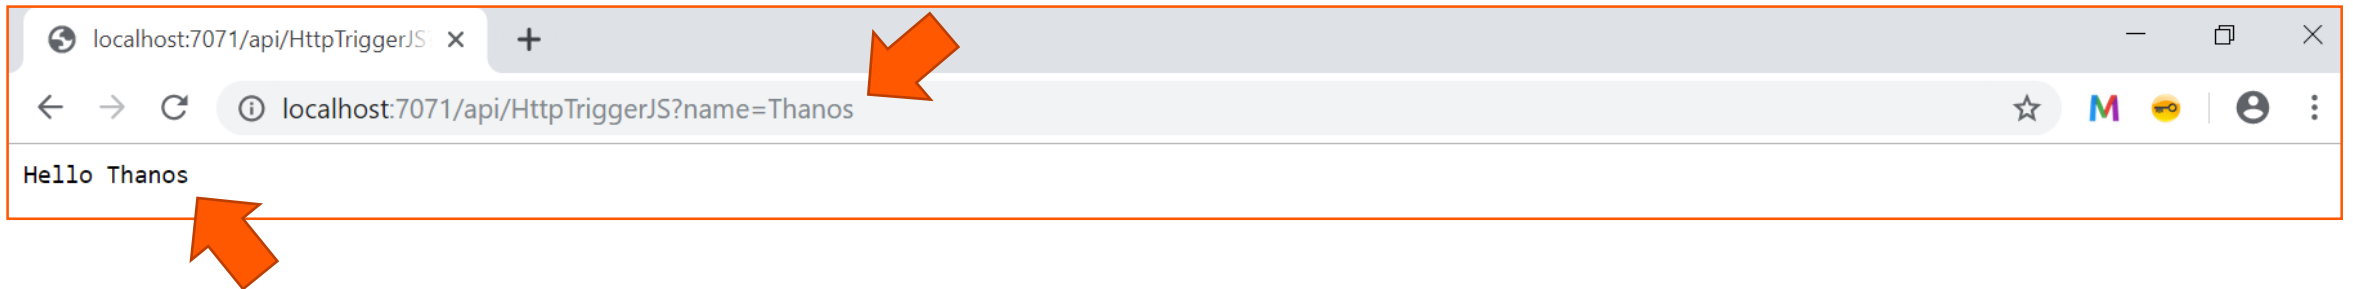 localhost:7071/api/HttpTriggerJS
localhost:7071/api/HttpTriggerJS?name=Thanos
M
Hello Thanos